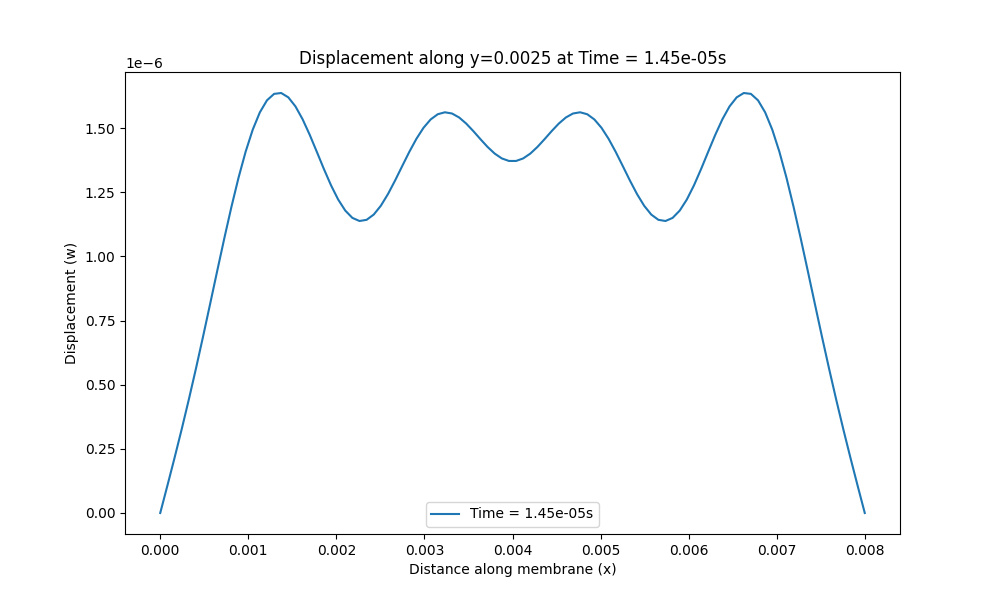 Displacement along y=0.0025 at Time = 1.45e-05s
1e−6
1.50
1.25
1.00
0.75
0.50
0.25
0.00
Displacement (w)
Time = 1.45e-05s
0.000 0.001 0.002 0.003 0.004 0.005 0.006 0.007 0.008
Distance along membrane (x)